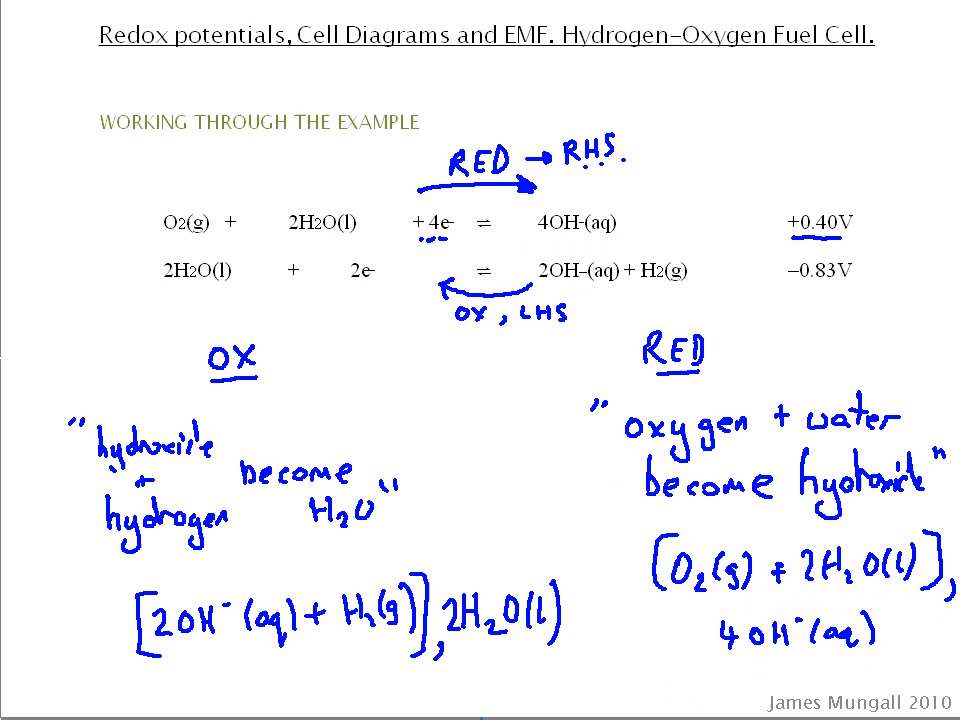 Redox potentials, Cell Diagrams and EMF. Hydrogen-Oxygen Fuel Cell.
WORKING THROUGH THE EXAMPLE
RED → RHS.
O2(g) + 2H2O(l) + 4e- ⇌ 4OH-(aq) +0.40V
2H2O(l) + 2e- ⇌ 2OH-(aq) + H2(g) -0.83V
OX, LHS
OX
"hydroxide
+
hydrogen
become
H2O"
[2OH-(aq) + H2(g)], 2H2O(l)
RED
"oxygen + water
become hydroxide"
[O2(g) + 2H2O(l)],
4OH-(aq)
James Mungall 2010